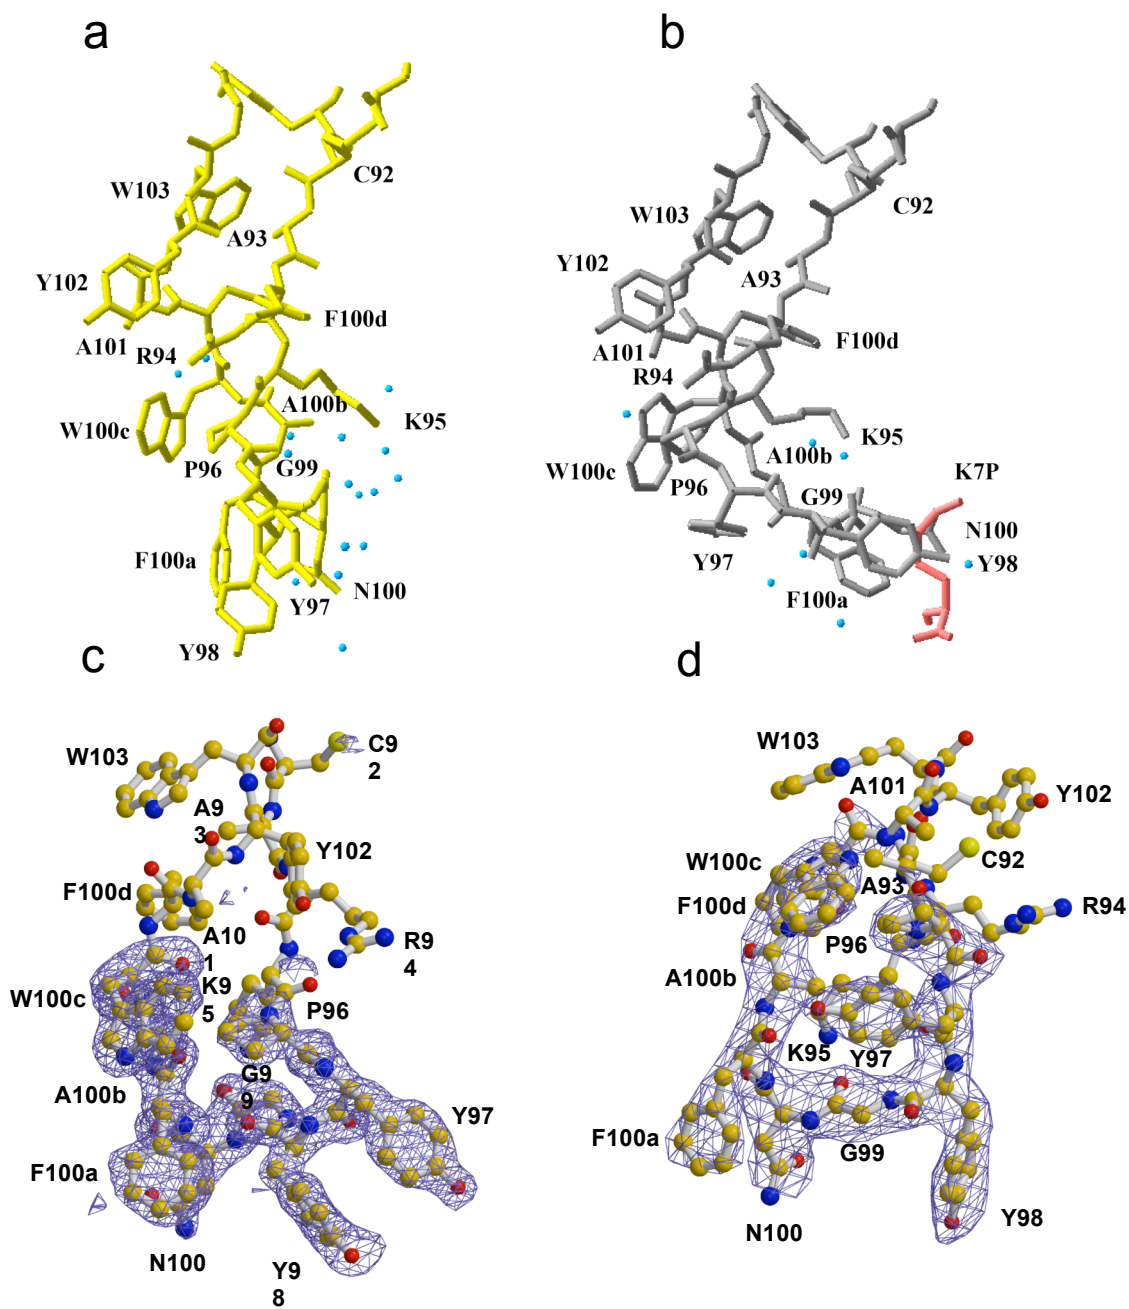 a
b
C92
W103
A93
Y102
F100d
A101
R94
A100b
K95
W100c
P96
G99
F100a
N100
Y97
Y98
C92
W103
A93
Y102
F100d
A101
R94
K95
A100b
W100c
P96
K7P
G99
N100
Y97
Y98
F100a
c
d
W103
C9
2
A9
3
Y102
F100d
A10
1
R9
4
W100c
K9
5
P96
G9
9
A100b
Y97
F100a
N100
Y9
8
W103
A101
Y102
C92
W100c
A93
F100d
R94
P96
A100b
K95
Y97
F100a
G99
N100
Y98